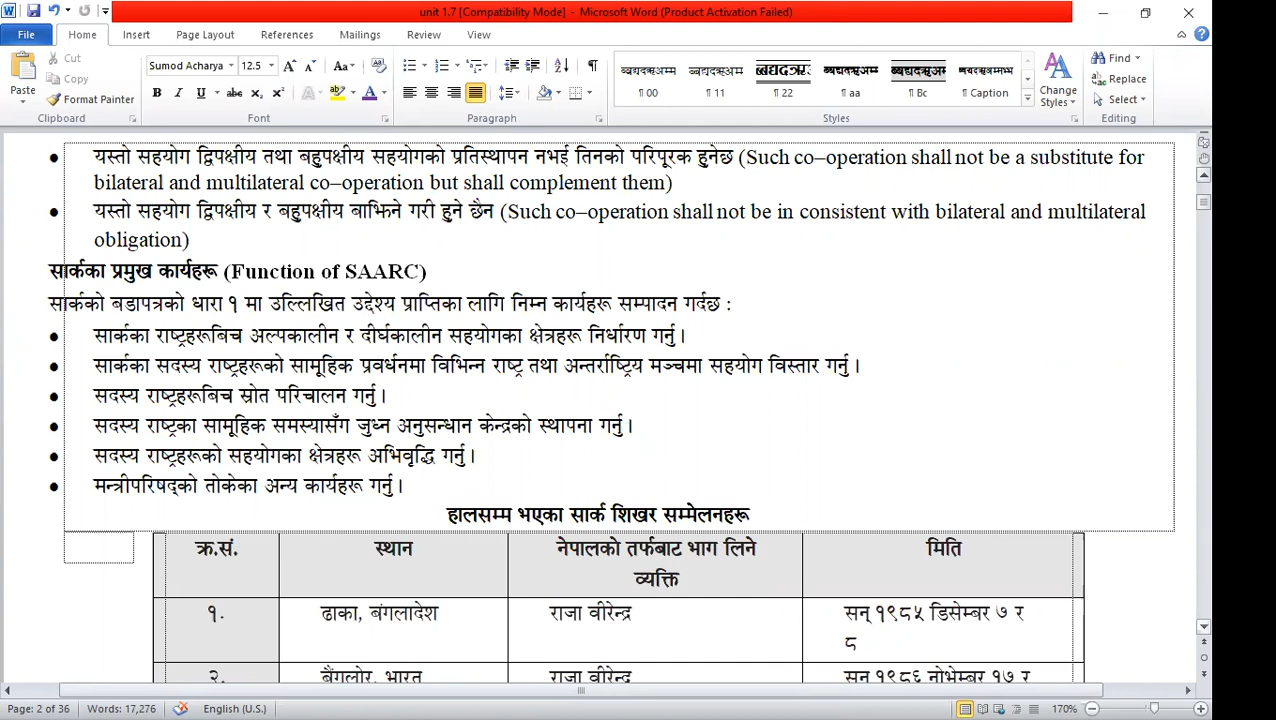 unit 1.7 [Compatibility Mode] - Microsoft Word (Product Activation Failed)
File Home Insert Page Layout References Mailings Review View
Cut
Copy
Format Painter
Paste
Sumod Acharya 12.5
Clipboard Font Paragraph Styles Editing
¶ 00 ¶ 11 ¶ 22 ¶ aa ¶ Bc ¶ Caption
Change Styles
Find
Replace
Select
• यस्तो सहयोग द्विपक्षीय तथा बहुपक्षीय सहयोगको प्रतिस्थापन नभई तिनको परिपूरक हुनेछ (Such co–operation shall not be a substitute for
bilateral and multilateral co–operation but shall complement them)
• यस्तो सहयोग द्विपक्षीय र बहुपक्षीय बाझिने गरी हुने छैन (Such co–operation shall not be in consistent with bilateral and multilateral
obligation)
सार्कका प्रमुख कार्यहरू (Function of SAARC)
सार्कको बडापत्रको धारा १ मा उल्लिखित उद्देश्य प्राप्तिका लागि निम्न कार्यहरू सम्पादन गर्दछ :
• सार्कका राष्ट्रहरूबिच अल्पकालीन र दीर्घकालीन सहयोगका क्षेत्रहरू निर्धारण गर्नु।
• सार्कका सदस्य राष्ट्रहरूको सामूहिक प्रवर्धनमा विभिन्न राष्ट्र तथा अन्तर्राष्ट्रिय मञ्चमा सहयोग विस्तार गर्नु।
• सदस्य राष्ट्रहरूबिच स्रोत परिचालन गर्नु।
• सदस्य राष्ट्रका सामूहिक समस्यासँग जुध्न अनुसन्धान केन्द्रको स्थापना गर्नु।
• सदस्य राष्ट्रहरूको सहयोगका क्षेत्रहरू अभिवृद्धि गर्नु।
• मन्त्रीपरिषद्को तोकेका अन्य कार्यहरू गर्नु।
हालसम्म भएका सार्क शिखर सम्मेलनहरू
क्र.सं. स्थान नेपालको तर्फबाट भाग लिने मिति
व्यक्ति
१. ढाका, बंगलादेश राजा वीरेन्द्र सन् १९८५ डिसेम्बर ७ र
८
२. बैंगलोर, भारत राजा वीरेन्द्र सन् १९८६ नोभेम्बर १७ र
Page: 2 of 36 Words: 17,276 English (U.S.) 170%